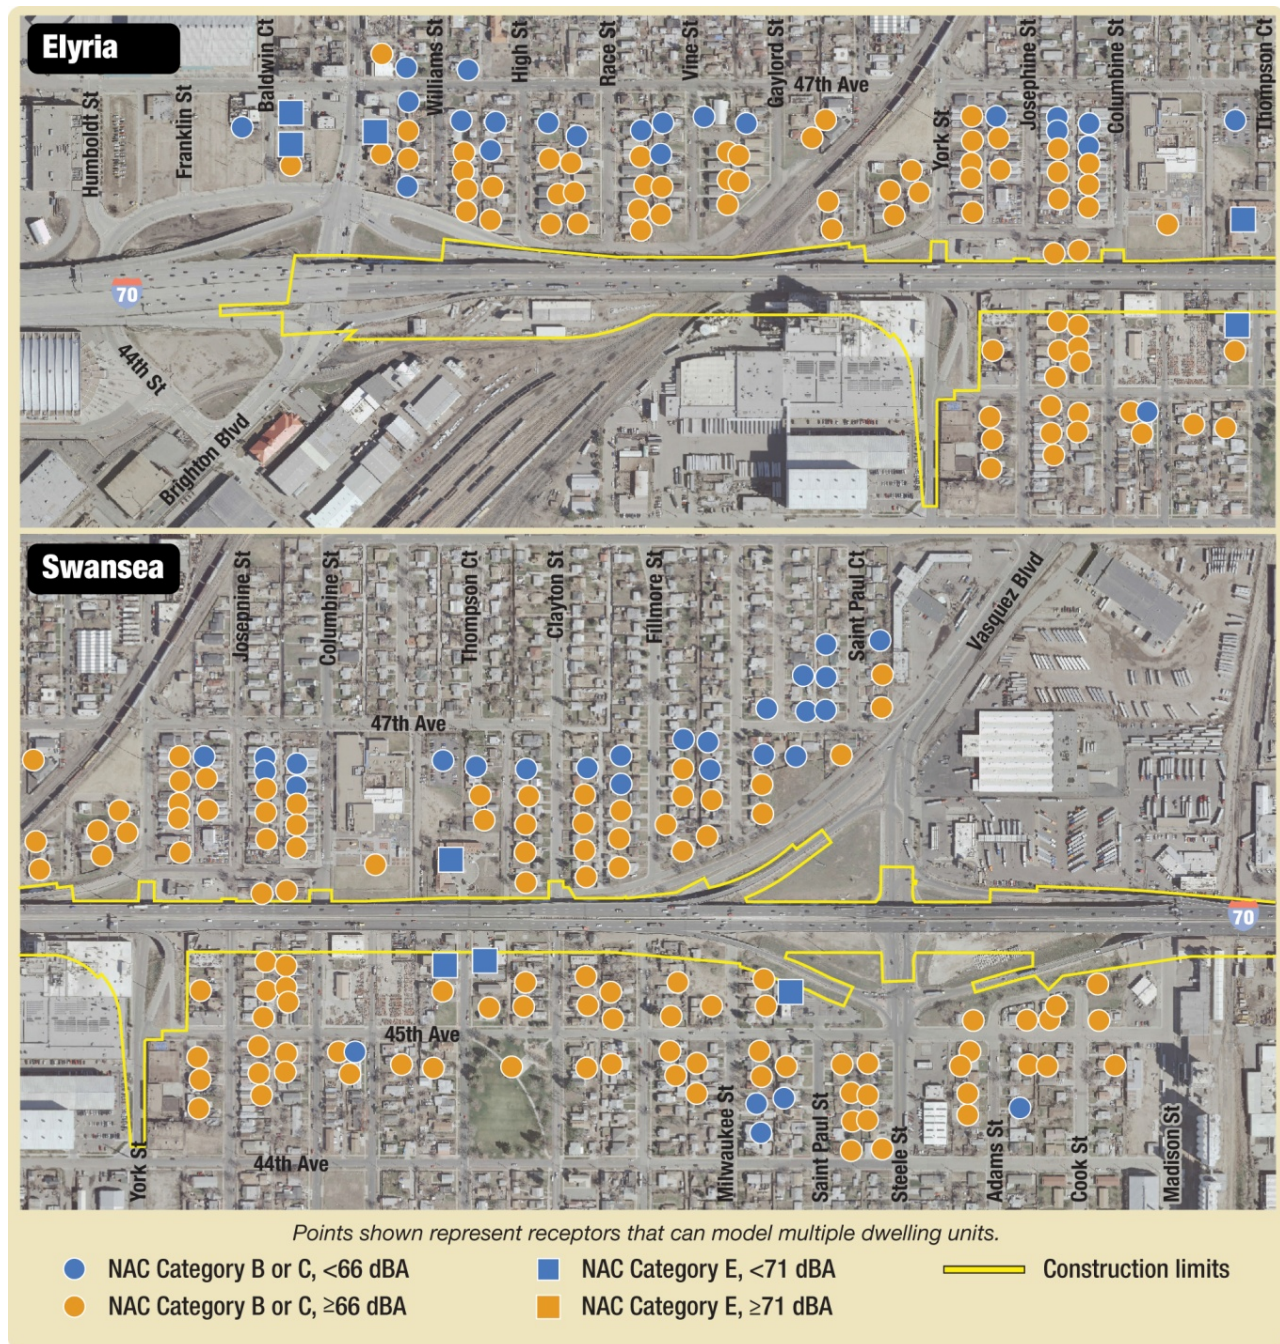 Elyria
Humboldt St
Franklin St
Baldwin Ct
Williams St
High St
Race St
Vine St
Gaylord St
47th Ave
York St
Josephine St
Columbine St
Thompson Ct
70
44th St
Brighton Blvd
Swansea
Josepnine St
Columbine St
Thompson Ct
Clayton St
Fillmore St
Saint Paul Ct
Vasquez Blvd
47th Ave
70
45th Ave
York St
44th Ave
Milwaukee St
Saint Paul St
Steele St
Adams St
Cook St
Madison St
Points shown represent receptors that can model multiple dwelling units.
NAC Category B or C, <66 dBA
NAC Category E, <71 dBA
Construction limits
NAC Category B or C, ≥66 dBA
NAC Category E, ≥71 dBA